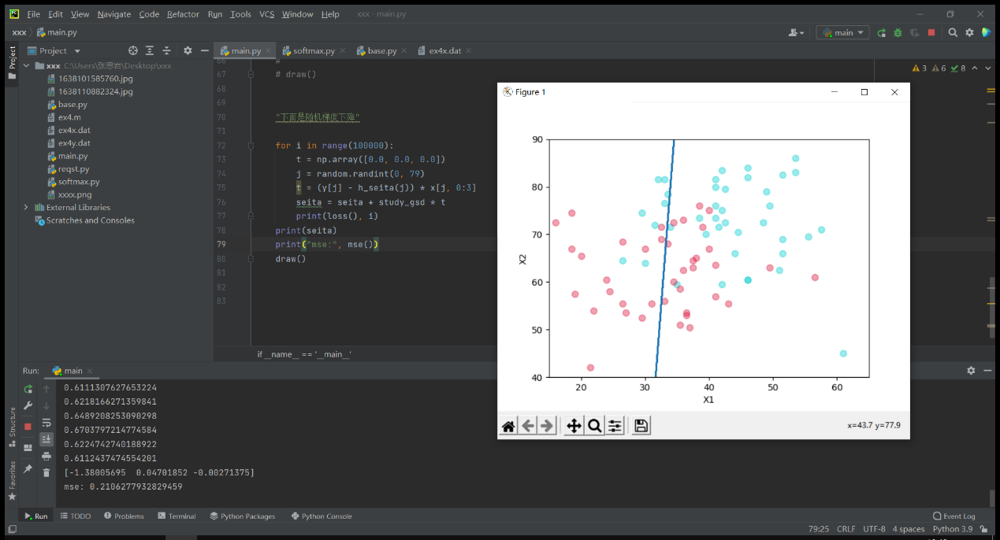 File Edit View Navigate Code Refactor Run Tools VCS Window Help xxx - main.py
xxx main.py main
Project
main.py softmax.py base.py ex4x.dat
Project
xxx C:\Users\张思宕\Desktop\xxx
1638101585760.jpg
1638110882324.jpg
base.py
ex4.m
ex4x.dat
ex4y.dat
main.py
reqst.py
softmax.py
xxxx.png
External Libraries
Scratches and Consoles
3 6 8
66 #
67 # draw()
68
69
70 "下面是随机梯度下降"
71
72 for i in range(100000):
73 t = np.array([0.0, 0.0, 0.0])
74 j = random.randint(0, 79)
75 t = (y[j] - h_seita(j)) * x[j, 0:3]
76 seita = seita + study_gsd * t
77 print(loss(), i)
78 print(seita)
79 print("mse:", mse())
80 draw()
81
82
83
if __name__ == '__main__'
Figure 1
90
80
70
60
50
40
X2
20 30 40 50 60
X1
x=43.7 y=77.9
Run: main
0.6111307627653224
0.6218166271359841
0.6489208253090298
0.6703797214774584
0.6224742740188922
0.6112437474554201
[-1.38005695 0.04701852 -0.00271375]
mse: 0.2106277932829459
Structure
Favorites
Run TODO Problems Terminal Python Packages Python Console Event Log
79:25 CRLF UTF-8 4 spaces Python 3.9